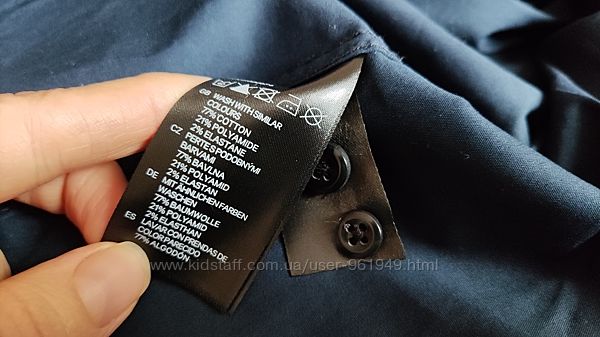 GB WASH WITH SIMILAR
COLOURS
77% COTTON
21% POLYAMIDE
2% ELASTANE
CZ PERTE S PODOBNÝMI
BARVAMI
77% BAVLNA
21% POLYAMID
2% ELASTAN
DE MIT ÄHNLICHEN FARBEN
WASCHEN
77% BAUMWOLLE
21% POLYAMID
2% ELASTHAN
ES LAVAR CON PRENDAS DE
COLOR PARECIDO
77% ALGODÓN
www.kidstaff.com.ua/user-961949.html